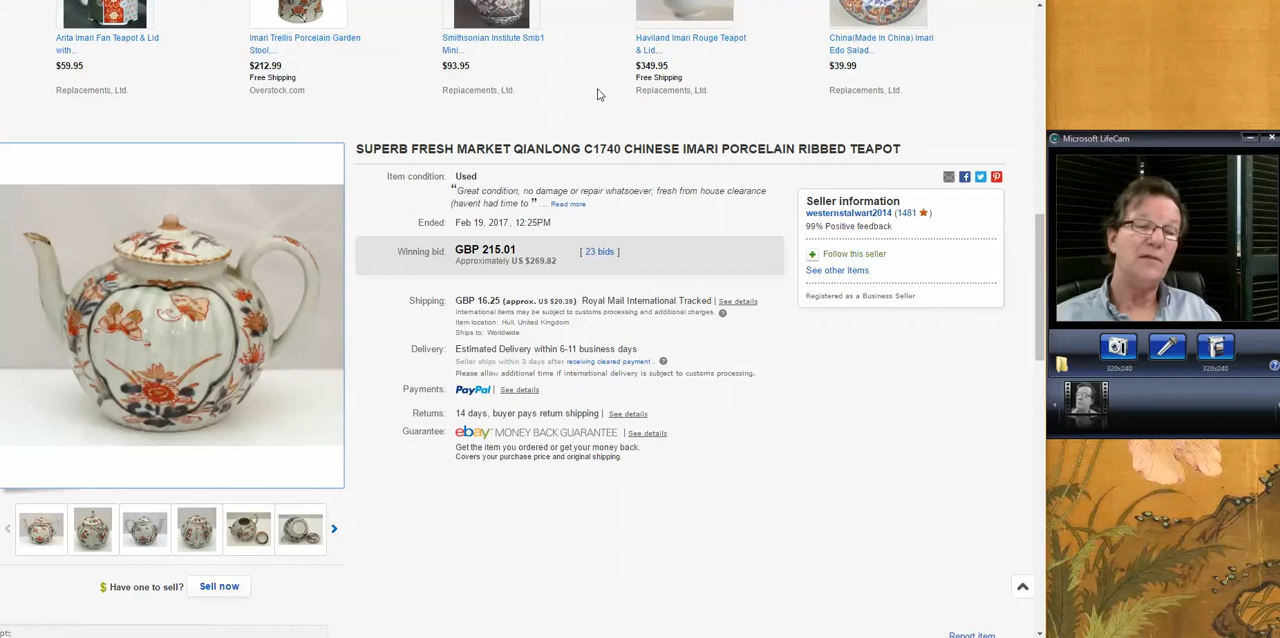 Arita Imari Fan Teapot & Lid with...
$59.95
Replacements, Ltd.
Imari Trellis Porcelain Garden Stool,...
$212.99
Free Shipping
Overstock.com
Smithsonian Institute Smb1 Mini...
$93.95
Replacements, Ltd.
Haviland Imari Rouge Teapot & Lid,...
$349.95
Free Shipping
Replacements, Ltd.
China(Made In China) Imari Edo Salad...
$39.99
Replacements, Ltd.
SUPERB FRESH MARKET QIANLONG C1740 CHINESE IMARI PORCELAIN RIBBED TEAPOT
Item condition: Used
“Great condition, no damage or repair whatsoever, fresh from house clearance
(havent had time to ” ... Read more
Ended: Feb 19, 2017 , 12:25PM
Winning bid: GBP 215.01 [ 23 bids ]
Approximately US $269.82
Shipping: GBP 16.25 (approx. US $20.39) Royal Mail International Tracked | See details
International items may be subject to customs processing and additional charges.
Item location: Hull, United Kingdom
Ships to: Worldwide
Delivery: Estimated Delivery within 6-11 business days
Seller ships within 3 days after receiving cleared payment .
Please allow additional time if international delivery is subject to customs processing.
Payments: PayPal | See details
Returns: 14 days, buyer pays return shipping | See details
Guarantee: ebay MONEY BACK GUARANTEE | See details
Get the item you ordered or get your money back.
Covers your purchase price and original shipping.
Seller information
westernstalwart2014 (1481 )
99% Positive feedback
Follow this seller
See other items
Registered as a Business Seller
$ Have one to sell? Sell now
Report item
pt;
Microsoft LifeCam
320x240
320x240